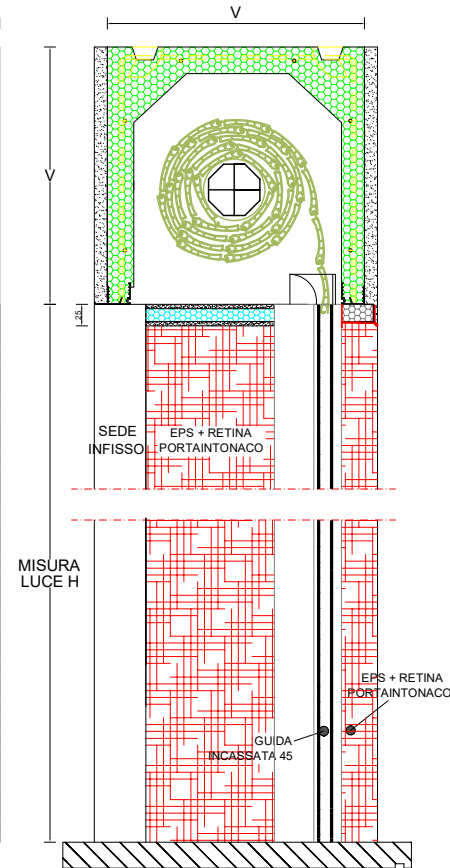 V
V
25
SEDE
INFISSO
EPS + RETINA
PORTAINTONACO
MISURA
LUCE H
EPS + RETINA
PORTAINTONACO
GUIDA
INCASSATA 45